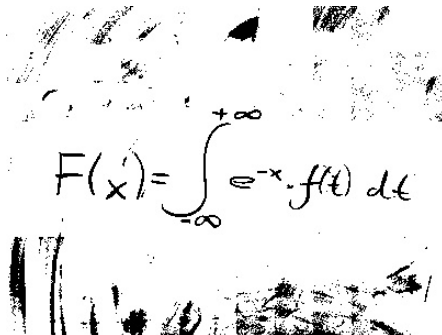 F(x) = ∫_{-∞}^{+∞} e^{-x} · f(t) dt